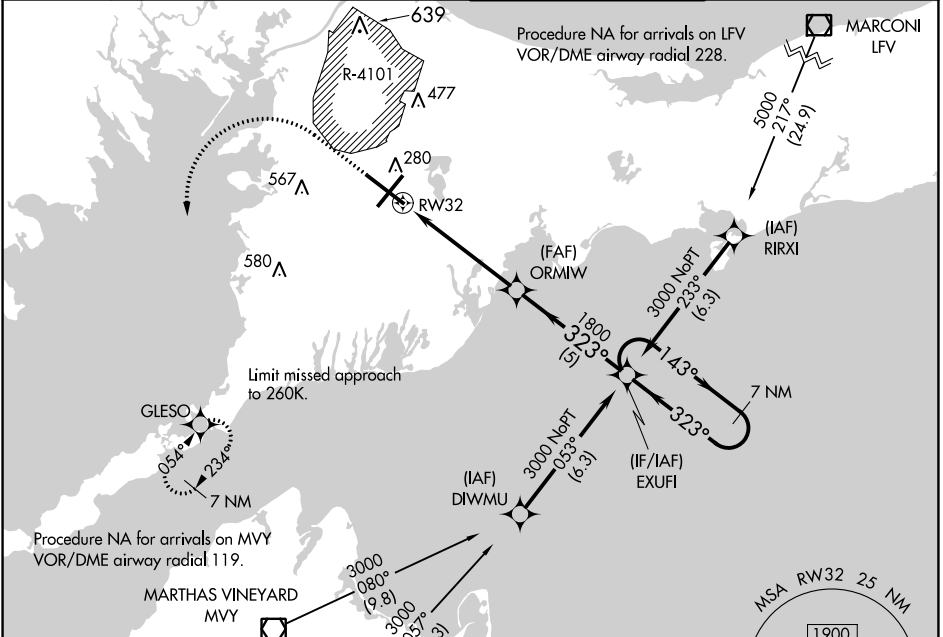 639
Procedure NA for arrivals on LFV
VOR/DME airway radial 228.
MARCONI
LFV
R-4101
477
5000
217°
(24.9)
280
567
RW32
(IAF)
RIRXI
(FAF)
ORMIW
580
3000 NoPT
233°
(6.3)
1800
323°
(5)
143°
7 NM
323°
Limit missed approach
to 260K.
GLESO
054°
234°
7 NM
3000 NoPT
053°
(6.3)
(IF/IAF)
EXUFI
(IAF)
DIWMU
Procedure NA for arrivals on MVY
VOR/DME airway radial 119.
3000
080°
(9.8)
3000
MARTHAS VINEYARD
MVY
MSA RW32 25 NM
1900